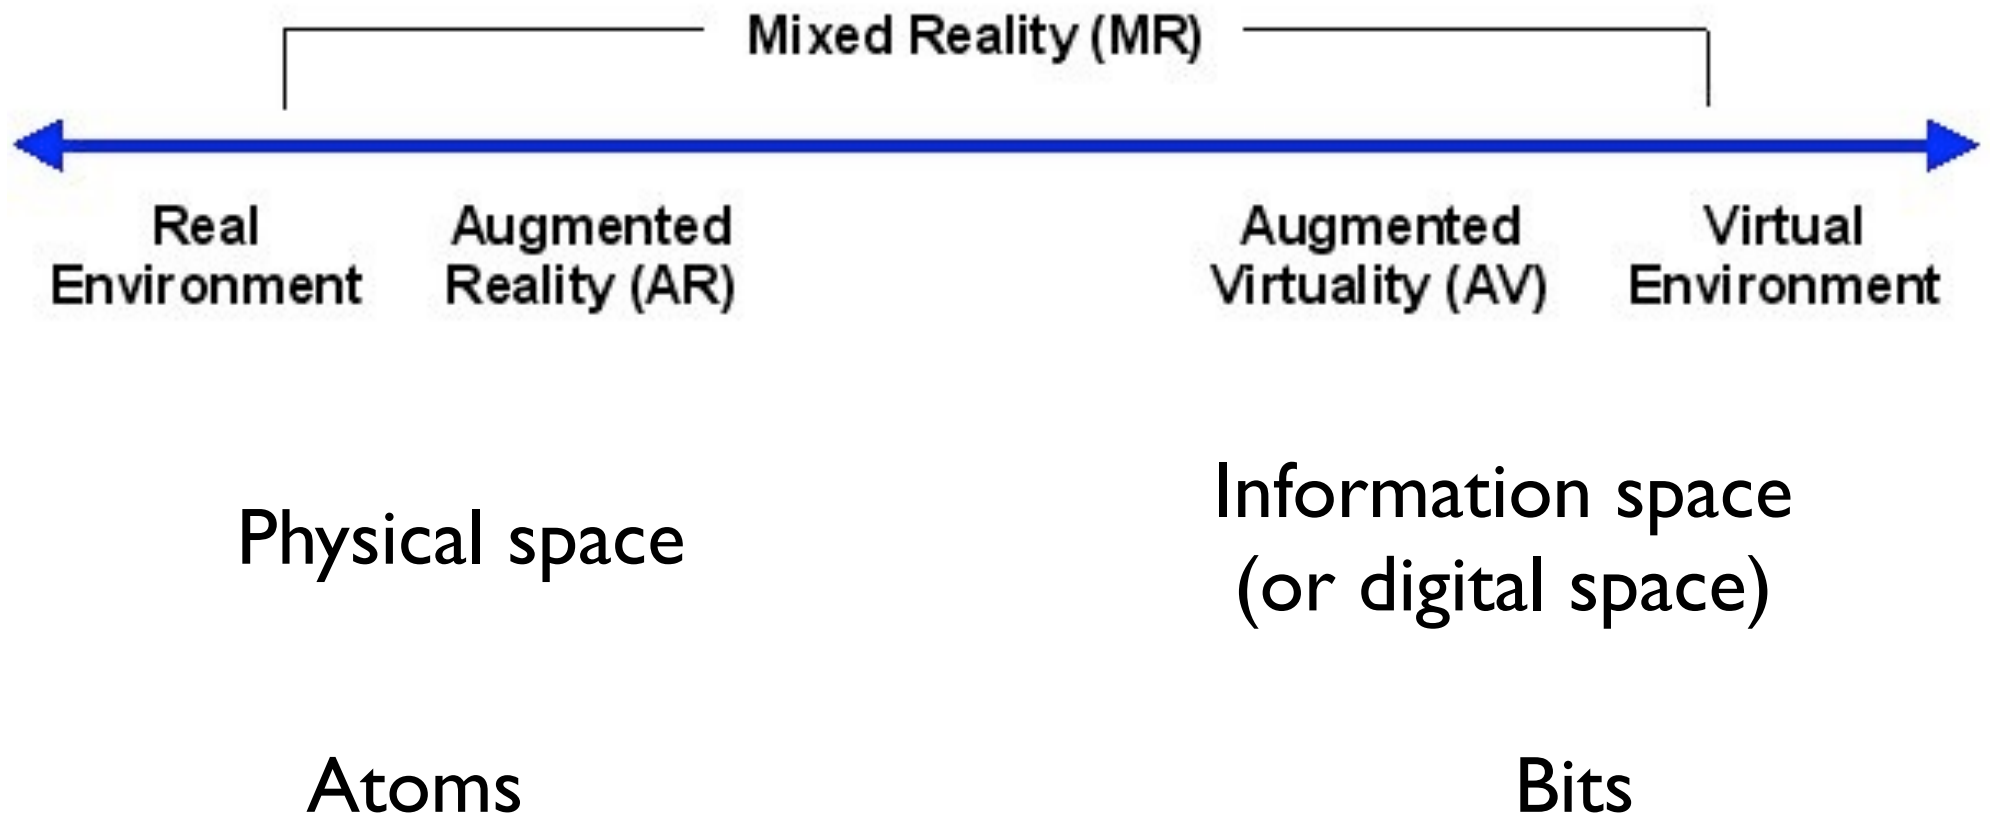 Mixed Reality (MR)
Real
Environment
Augmented
Reality (AR)
Augmented
Virtuality (AV)
Virtual
Environment
Physical space
Information space
(or digital space)
Atoms
Bits